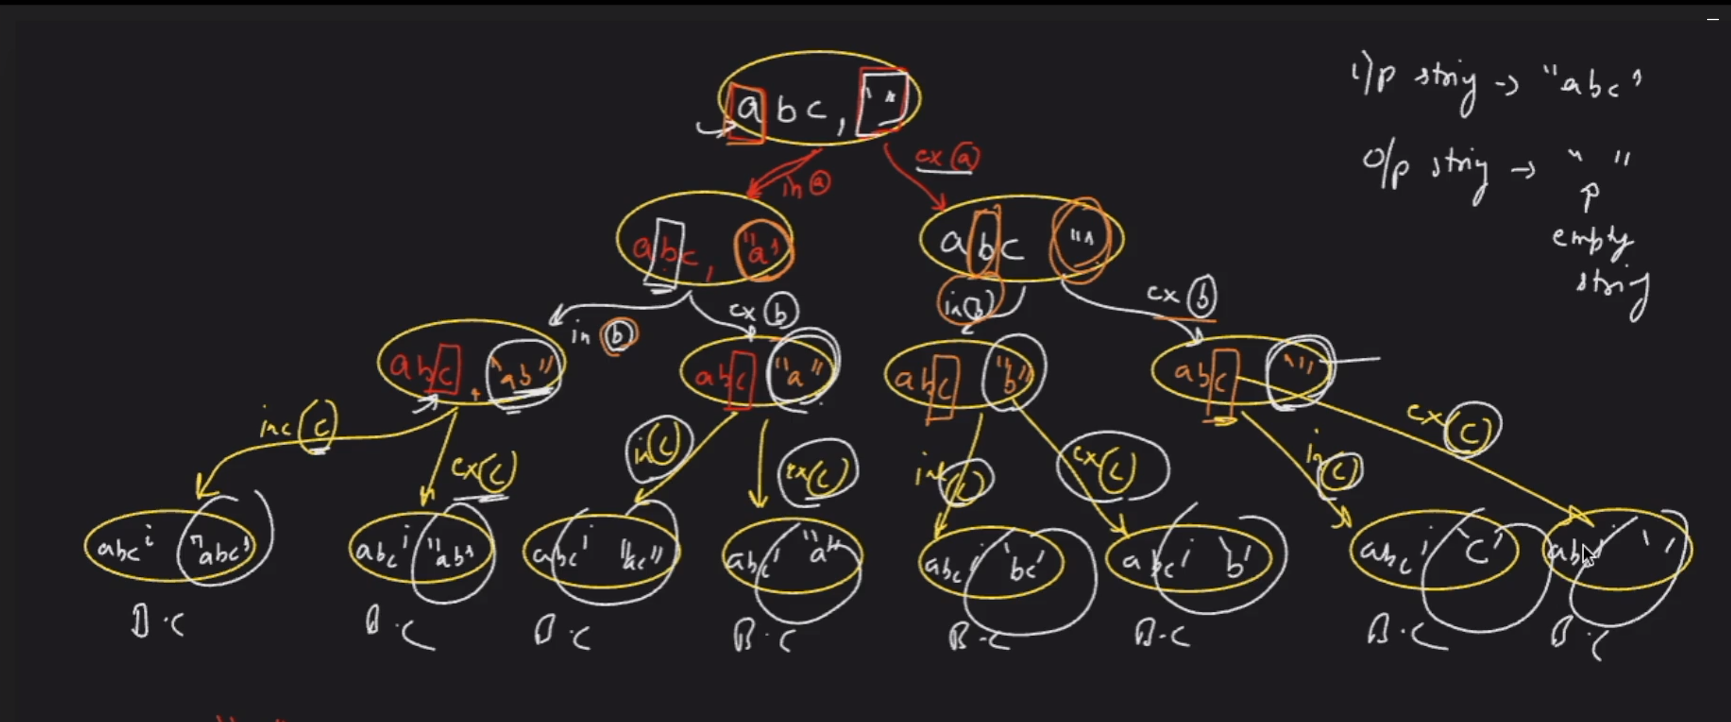 abc, " "
i/p string -> "abc"
o/p string -> " "
empty
string
in (a)
ex (a)
abc, "a"
abc ""
in (b)
ex (b)
in (b)
ex (b)
abc, "ab"
abc "a"
abc "b"
abc ""
inc (c)
ex (c)
in (c)
ex (c)
in (c)
ex (c)
in (c)
ex (c)
abc "abc"
abc "ab"
abc "ac"
abc "a"
abc 'bc'
abc 'b'
abc 'c'
abc ' '
B.C
B.C
B.C
B.C
B.C
B.C
B.C
B.C